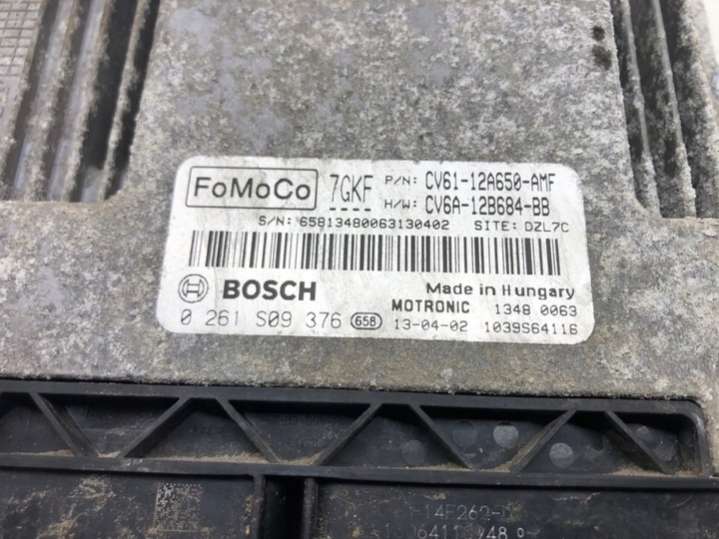 FoMoCo 7GKF P/N: CV61-12A650-AMF
H/W: CV6A-12B684-BB
S/N: 65813480063130402 SITE: DZL7C
BOSCH Made in Hungary
MOTRONIC 1348 0063
0 261 S09 376 658 13-04-02 1039S64116
14F262-